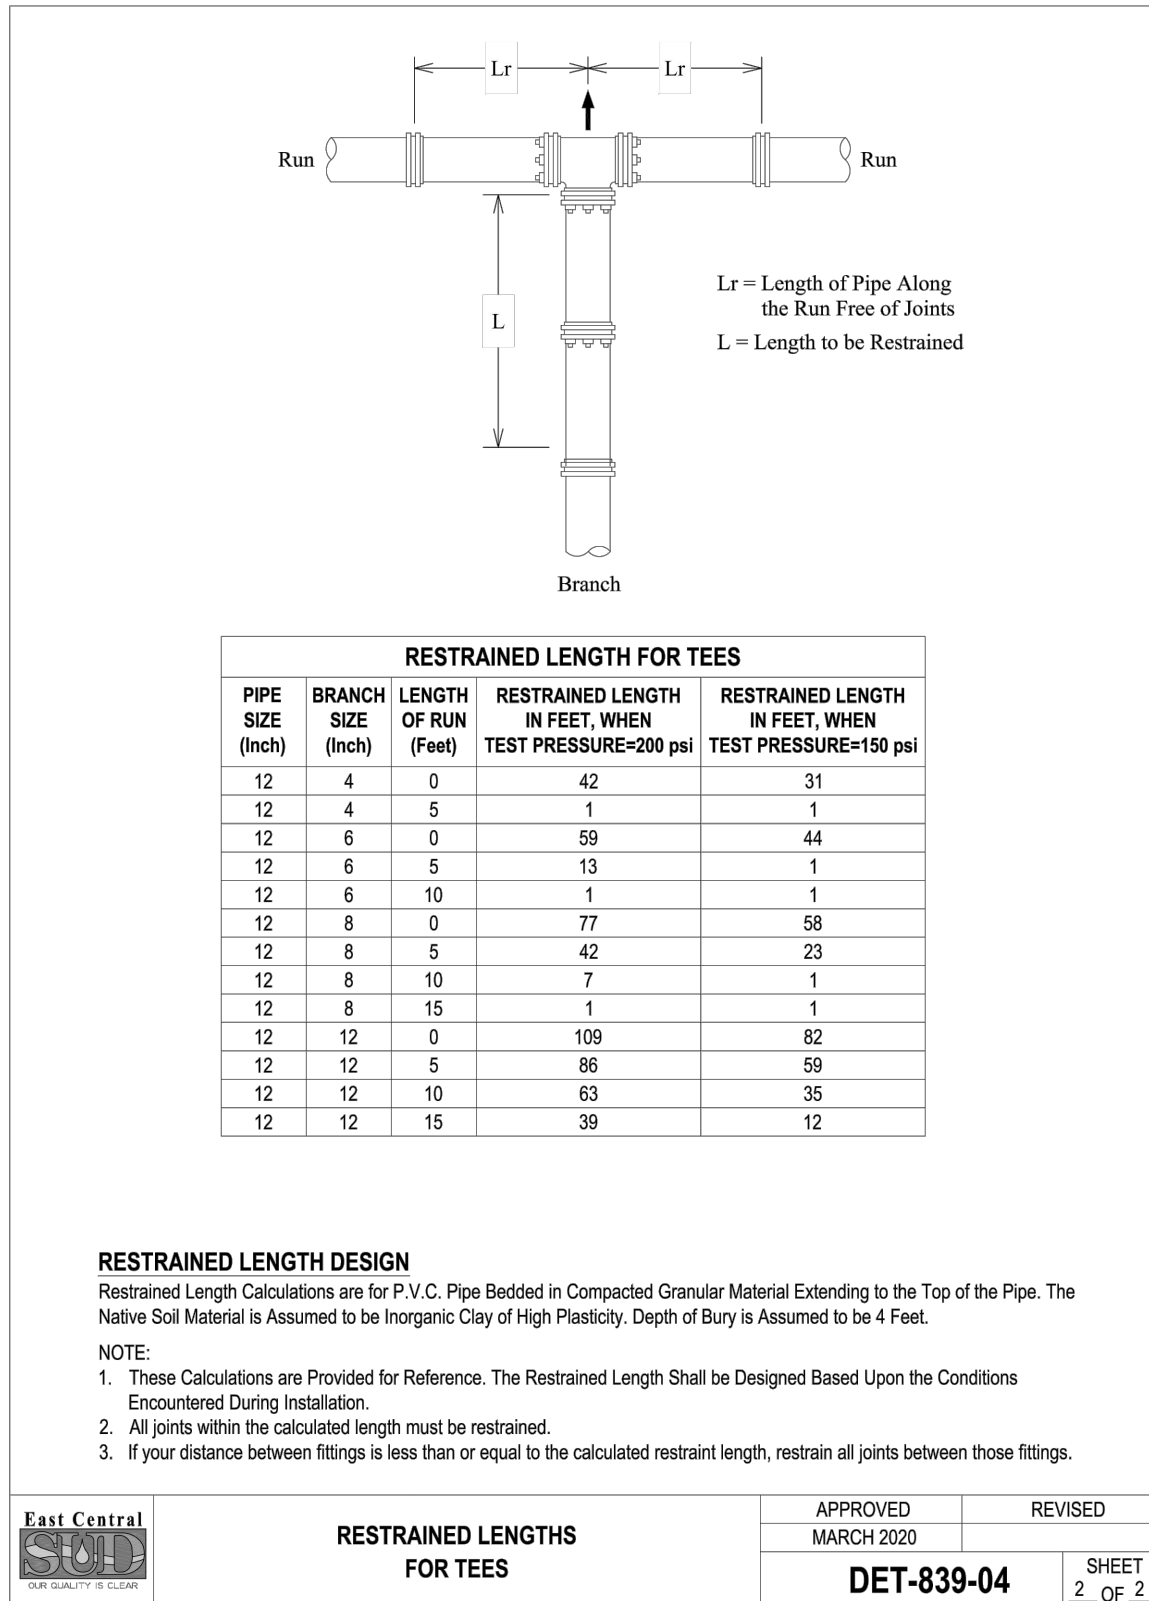 Lr Lr
Run Run
L
Lr = Length of Pipe Along
the Run Free of Joints
L = Length to be Restrained
Branch
RESTRAINED LENGTH FOR TEES
PIPE BRANCH LENGTH RESTRAINED LENGTH RESTRAINED LENGTH
SIZE SIZE OF RUN IN FEET, WHEN IN FEET, WHEN
(Inch) (Inch) (Feet) TEST PRESSURE=200 psi TEST PRESSURE=150 psi
12 4 0 42 31
12 4 5 1 1
12 6 0 59 44
12 6 5 13 1
12 6 10 1 1
12 8 0 77 58
12 8 5 42 23
12 8 10 7 1
12 8 15 1 1
12 12 0 109 82
12 12 5 86 59
12 12 10 63 35
12 12 15 39 12
RESTRAINED LENGTH DESIGN
Restrained Length Calculations are for P.V.C. Pipe Bedded in Compacted Granular Material Extending to the Top of the Pipe. The
Native Soil Material is Assumed to be Inorganic Clay of High Plasticity. Depth of Bury is Assumed to be 4 Feet.
NOTE:
1. These Calculations are Provided for Reference. The Restrained Length Shall be Designed Based Upon the Conditions
Encountered During Installation.
2. All joints within the calculated length must be restrained.
3. If your distance between fittings is less than or equal to the calculated restraint length, restrain all joints between those fittings.
East Central
SUD
OUR QUALITY IS CLEAR
RESTRAINED LENGTHS
FOR TEES
APPROVED REVISED
MARCH 2020
DET-839-04
SHEET
2 OF 2